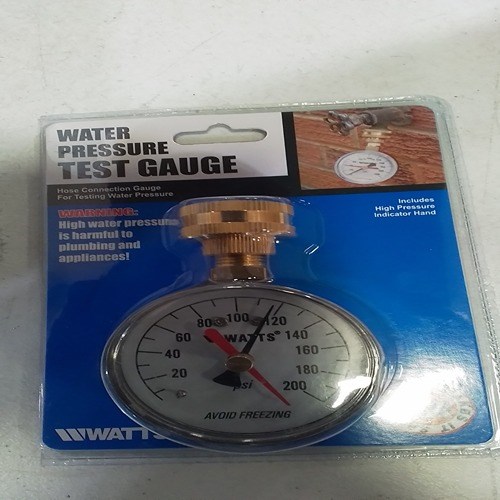 WATER
PRESSURE
TEST GAUGE
Hose Connection Gauge
For Testing Water Pressure
WARNING:
High water pressure
is harmful to
plumbing and
appliances!
Includes
High Pressure
Indicator Hand
20
40
60
80
100
120
140
160
180
200
WATTS®
psi
AVOID FREEZING
WATTS